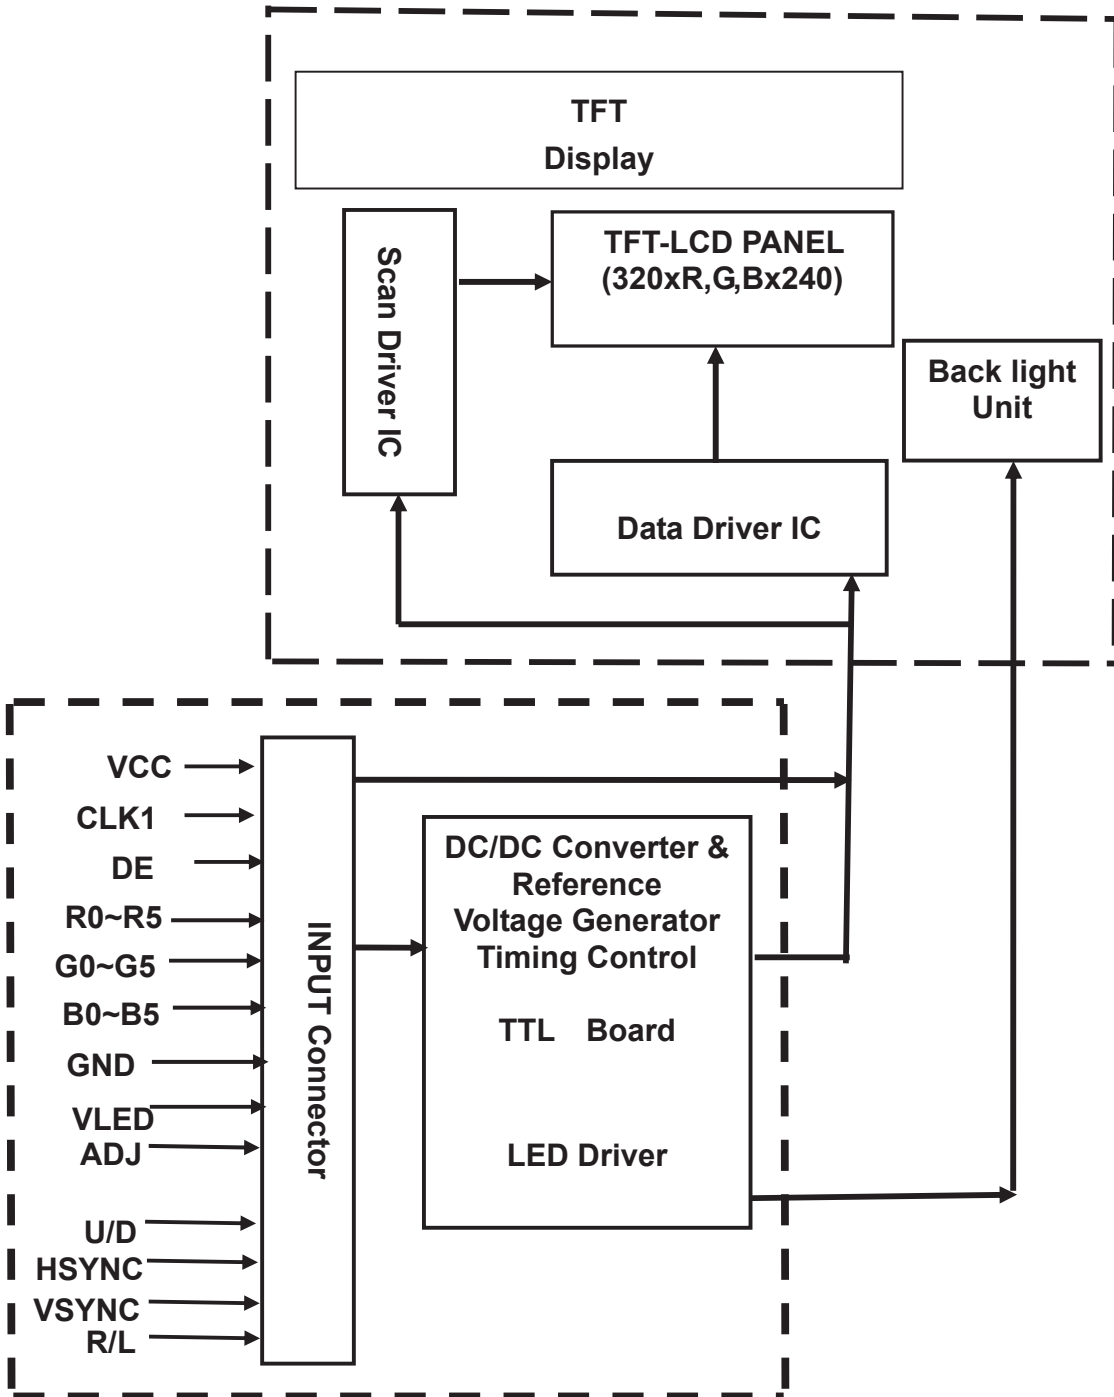 TFT
Display
Scan Driver IC
TFT-LCD PANEL
(320xR,G,Bx240)
Back light
Unit
Data Driver IC
VCC
CLK1
DE
R0~R5
G0~G5
B0~B5
GND
VLED
ADJ
U/D
HSYNC
VSYNC
R/L
INPUT Connector
DC/DC Converter &
Reference
Voltage Generator
Timing Control
TTL Board
LED Driver